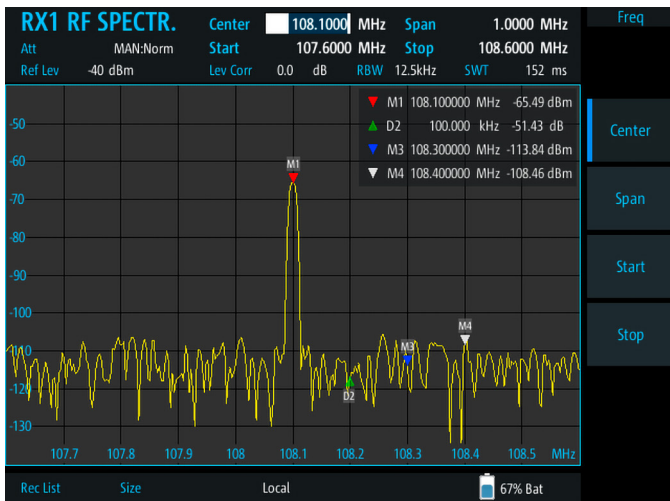 RX1 RF SPECTR. Center 108.1000 MHz Span 1.0000 MHz Freq
Att MAN:Norm Start 107.6000 MHz Stop 108.6000 MHz
Ref Lev -40 dBm Lev Corr 0.0 dB RBW 12.5kHz SWT 152 ms
M1 108.100000 MHz -65.49 dBm
D2 100.000 kHz -51.43 dB
M3 108.300000 MHz -113.84 dBm
M4 108.400000 MHz -108.46 dBm
Center
Span
Start
Stop
-50
-60
-70
-80
-90
-100
-110
-120
-130
M1
M4
M3
D2
107.7 107.8 107.9 108 108.1 108.2 108.3 108.4 108.5 MHz
Rec List Size Local 67% Bat